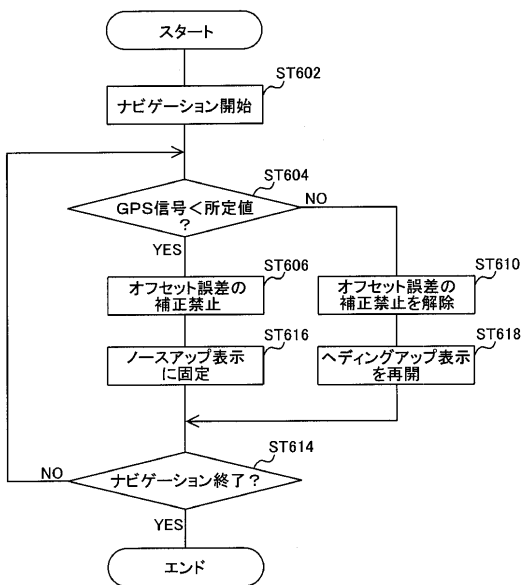 スタート
ST602
ナビゲーション開始
ST604
GPS信号<所定値
?
NO
YES
ST606
オフセット誤差の
補正禁止
ST610
オフセット誤差の
補正禁止を解除
ST616
ノースアップ表示
に固定
ST618
ヘディングアップ表示
を再開
ST614
ナビゲーション終了?
NO
YES
エンド